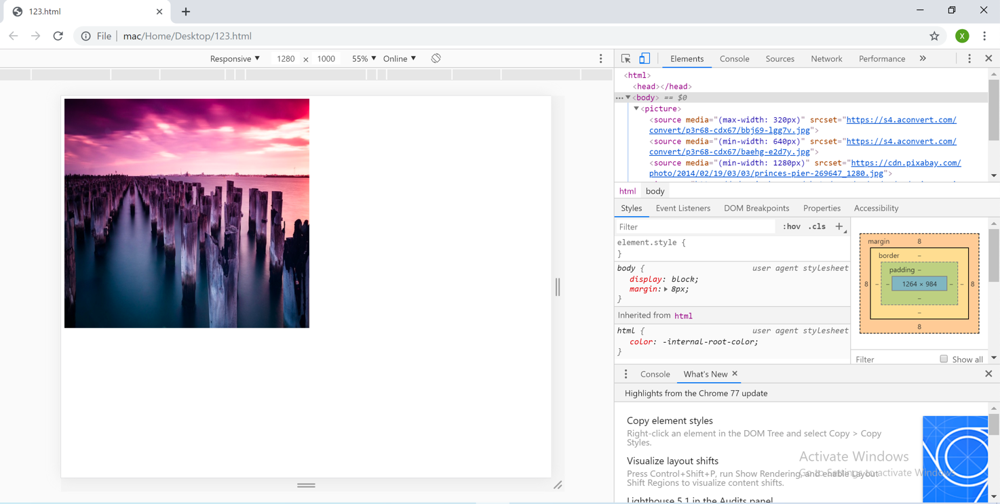 123.html
File mac/Home/Desktop/123.html
X
Responsive 1280 × 1000 55% Online
Elements Console Sources Network Performance »
<html>
<head></head>
<body> == $0
<picture>
<source media="(max-width: 320px)" srcset="https://s4.aconvert.com/
convert/p3r68-cdx67/bbj69-lgg7v.jpg">
<source media="(min-width: 640px)" srcset="https://s4.aconvert.com/
convert/p3r68-cdx67/baehg-e2d7y.jpg">
<source media="(min-width: 1280px)" srcset="https://cdn.pixabay.com/
photo/2014/02/19/03/03/princes-pier-269647_1280.jpg">
html body
Styles Event Listeners DOM Breakpoints Properties Accessibility
Filter :hov .cls +
element.style {
}
body { user agent stylesheet
display: block;
margin: 8px;
}
Inherited from html
html { user agent stylesheet
color: -internal-root-color;
}
margin 8
border –
padding –
8 – – 1264 × 984 – – 8
–
–
8
Filter Show all
Console What's New
Highlights from the Chrome 77 update
Copy element styles
Right-click an element in the DOM Tree and select Copy > Copy
Styles.
Visualize layout shifts
Press Control+Shift+P, run Show Rendering, and enable Layout
Shift Regions to visualize content shifts.
Lighthouse 5.1 in the Audits panel
Activate Windows
Go to Settings to activate Windows.